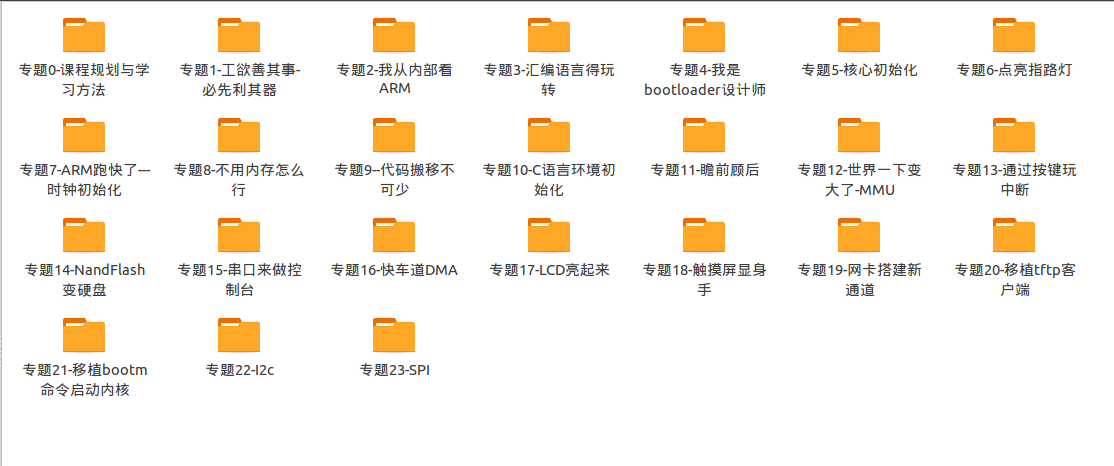 专题0-课程规划与学
习方法
专题1-工欲善其事-
必先利其器
专题2-我从内部看
ARM
专题3-汇编语言得玩
转
专题4-我是
bootloader设计师
专题5-核心初始化
专题6-点亮指路灯
专题7-ARM跑快了---
时钟初始化
专题8-不用内存怎么
行
专题9--代码搬移不
可少
专题10-C语言环境初
始化
专题11-瞻前顾后
专题12-世界一下变
大了-MMU
专题13-通过按键玩
中断
专题14-NandFlash
变硬盘
专题15-串口来做控
制台
专题16-快车道DMA
专题17-LCD亮起来
专题18-触摸屏显身
手
专题19-网卡搭建新
通道
专题20-移植tftp客
户端
专题21-移植bootm
命令启动内核
专题22-I2c
专题23-SPI